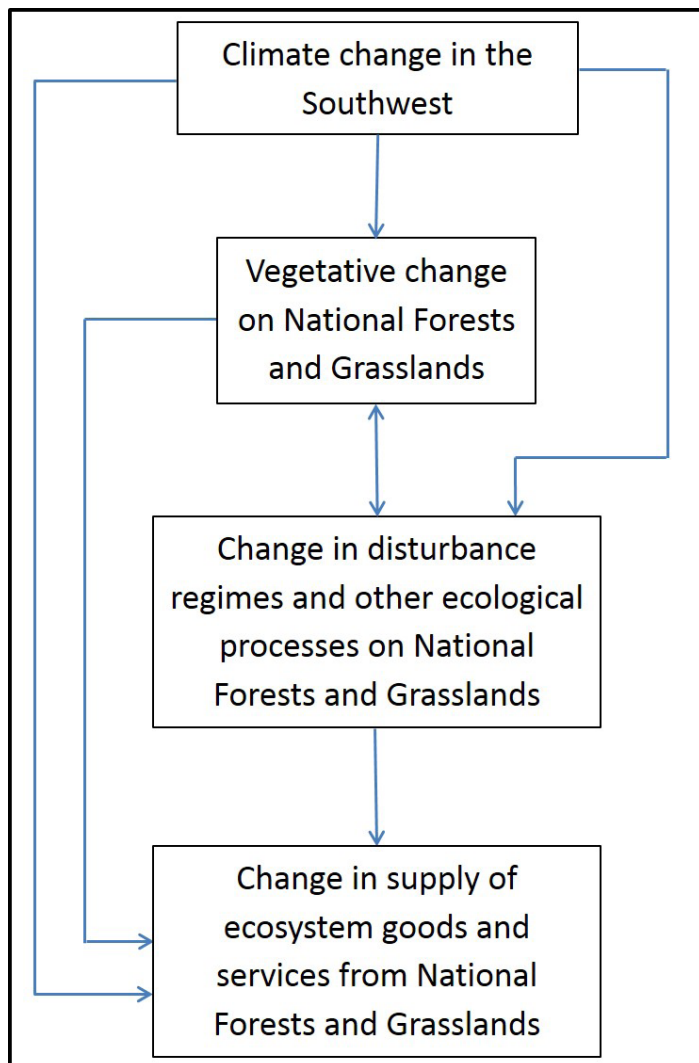 Climate change in the
Southwest
Vegetative change
on National Forests
and Grasslands
Change in disturbance
regimes and other ecological
processes on National
Forests and Grasslands
Change in supply of
ecosystem goods and
services from National
Forests and Grasslands